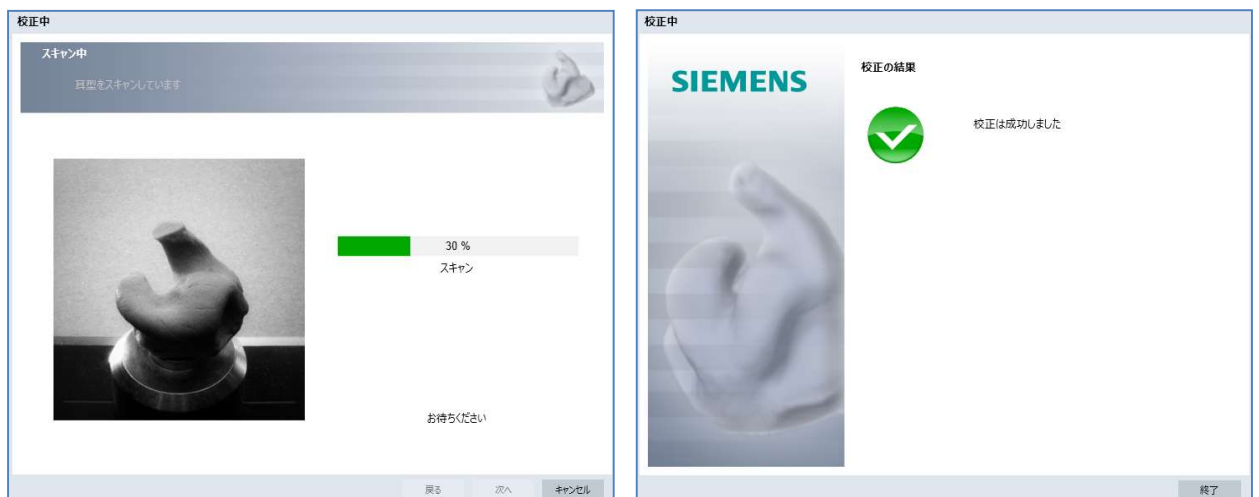 校正中
スキャン中
耳型をスキャンしています
30 %
スキャン
お待ちください
戻る
次へ
キャンセル
校正中
SIEMENS
校正の結果
校正は成功しました
終了